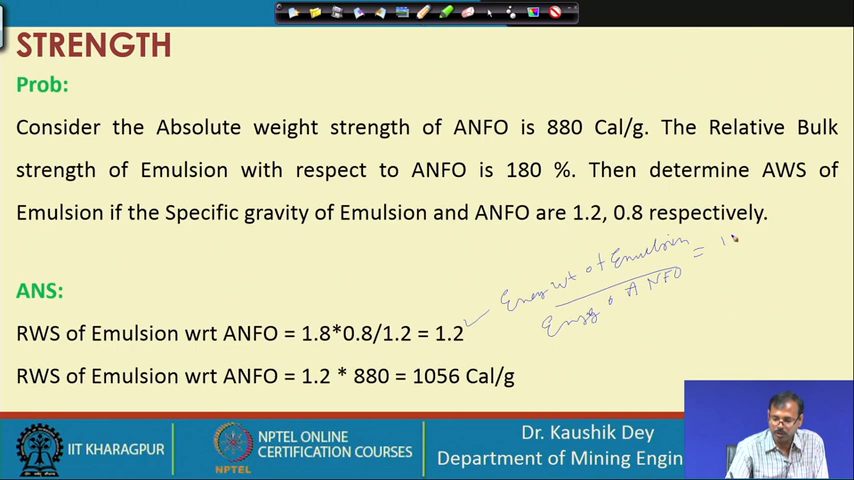 STRENGTH
Prob:
Consider the Absolute weight strength of ANFO is 880 Cal/g. The Relative Bulk
strength of Emulsion with respect to ANFO is 180 %. Then determine AWS of
Emulsion if the Specific gravity of Emulsion and ANFO are 1.2, 0.8 respectively.
wt of Emulsion
ANFO
=
ANS:
RWS of Emulsion wrt ANFO = 1.8*0.8/1.2 = 1.2
RWS of Emulsion wrt ANFO = 1.2 * 880 = 1056 Cal/g
IIT KHARAGPUR
NPTEL
NPTEL ONLINE
CERTIFICATION COURSES
Dr. Kaushik Dey
Department of Mining Engin